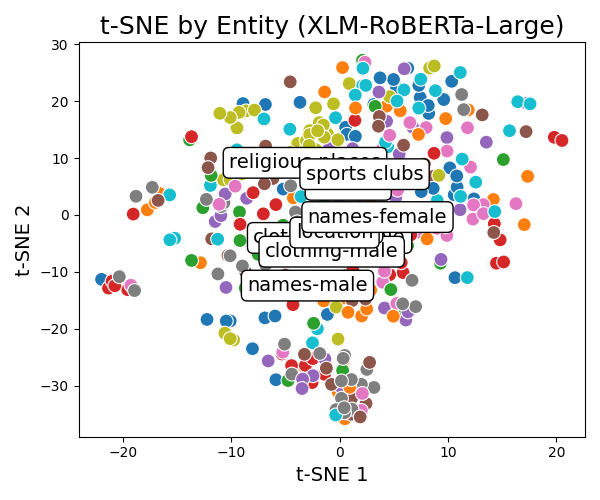 t-SNE by Entity (XLM-RoBERTa-Large)
30
20
10
0
−10
−20
−30
−20
−10
0
10
20
t-SNE 1
t-SNE 2
religious places
sports clubs
names-female
clothing-male
names-male